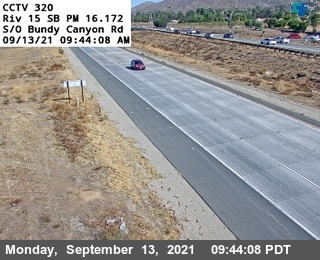 CCTV 320
Riv 15 SB PM 16.172
S/O Bundy Canyon Rd
09/13/21 09:44:08 AM
Monday, September 13, 2021 09:44:08 PDT